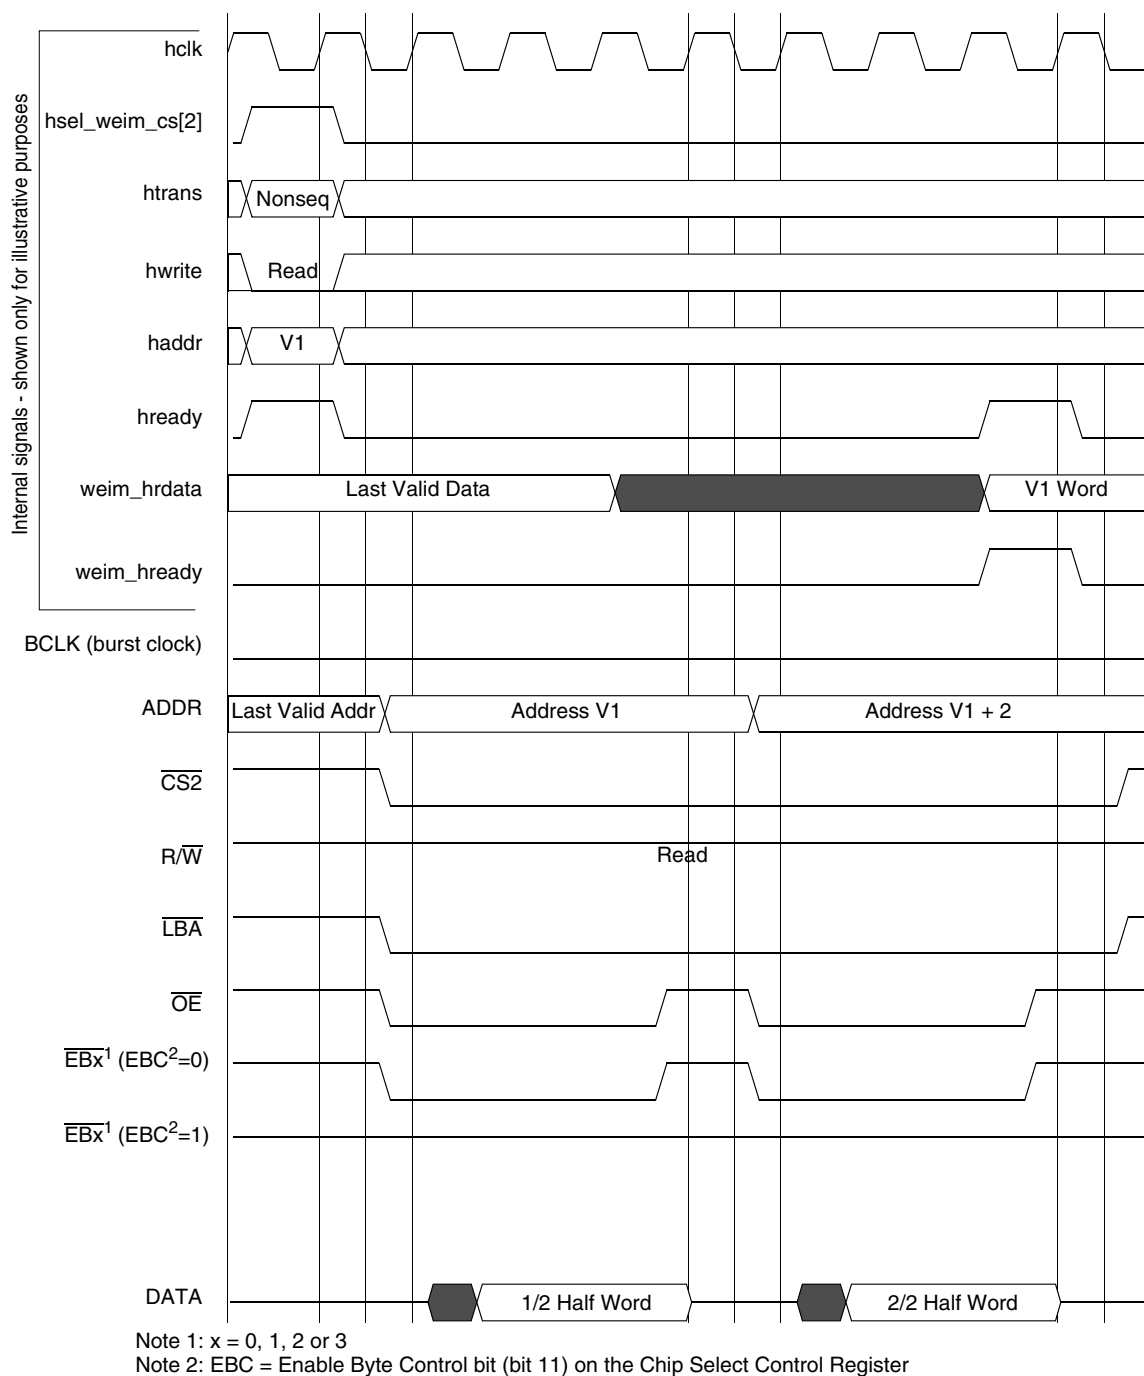 Internal signals - shown only for illustrative purposes
hclk
hsel_weim_cs[2]
htrans
Nonseq
hwrite
Read
haddr
V1
hready
weim_hrdata
Last Valid Data
V1 Word
weim_hready
BCLK (burst clock)
ADDR
Last Valid Addr
Address V1
Address V1 + 2
CS2
R/W
Read
LBA
OE
EBx¹ (EBC²=0)
EBx¹ (EBC²=1)
DATA
1/2 Half Word
2/2 Half Word
Note 1: x = 0, 1, 2 or 3
Note 2: EBC = Enable Byte Control bit (bit 11) on the Chip Select Control Register